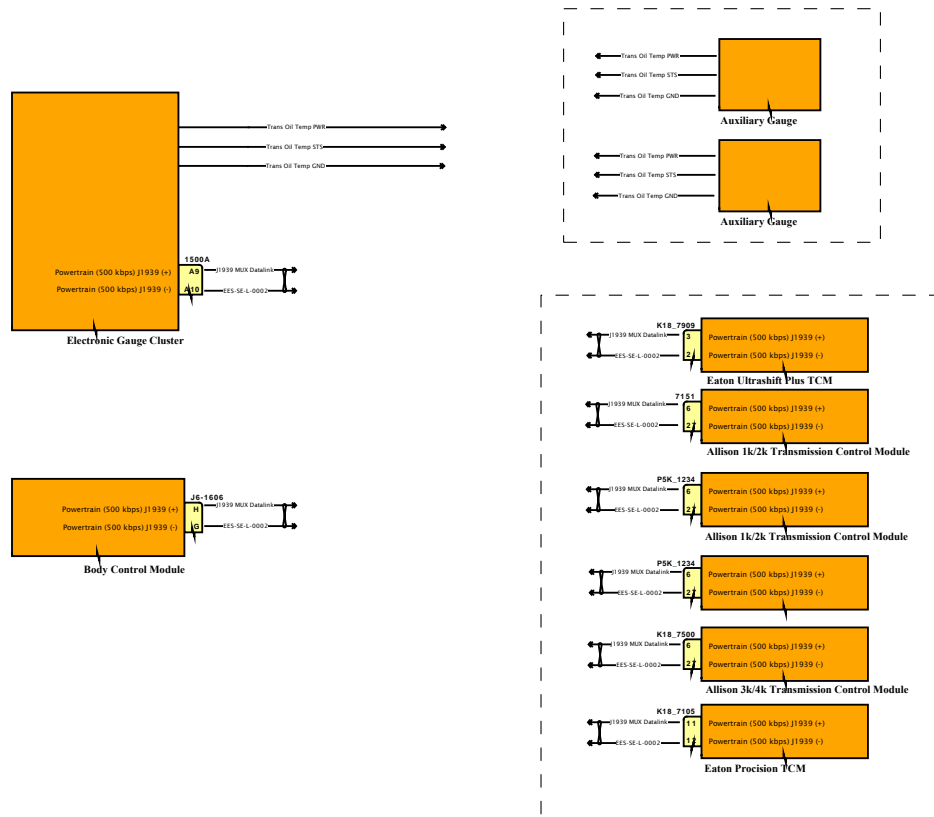 Trans Oil Temp PWR
Trans Oil Temp STS
Trans Oil Temp GND
Auxiliary Gauge
Trans Oil Temp PWR
Trans Oil Temp STS
Trans Oil Temp GND
Auxiliary Gauge
Trans Oil Temp PWR
Trans Oil Temp STS
Trans Oil Temp GND
1500A
Powertrain (500 kbps) J1939 (+) A9 J1939 MUX Datalink
Powertrain (500 kbps) J1939 (-) A10 EES-SE-L-0002
Electronic Gauge Cluster
J6-1606
Powertrain (500 kbps) J1939 (+) H J1939 MUX Datalink
Powertrain (500 kbps) J1939 (-) G EES-SE-L-0002
Body Control Module
K18_7909
J1939 MUX Datalink 3 Powertrain (500 kbps) J1939 (+)
EES-SE-L-0002 2 Powertrain (500 kbps) J1939 (-)
Eaton Ultrashift Plus TCM
7151
J1939 MUX Datalink 6 Powertrain (500 kbps) J1939 (+)
EES-SE-L-0002 27 Powertrain (500 kbps) J1939 (-)
Allison 1k/2k Transmission Control Module
P5K_1234
J1939 MUX Datalink 6 Powertrain (500 kbps) J1939 (+)
EES-SE-L-0002 27 Powertrain (500 kbps) J1939 (-)
Allison 1k/2k Transmission Control Module
P5K_1234
J1939 MUX Datalink 6 Powertrain (500 kbps) J1939 (+)
EES-SE-L-0002 27 Powertrain (500 kbps) J1939 (-)
K18_7500
J1939 MUX Datalink 6 Powertrain (500 kbps) J1939 (+)
EES-SE-L-0002 27 Powertrain (500 kbps) J1939 (-)
Allison 3k/4k Transmission Control Module
K18_7105
J1939 MUX Datalink 11 Powertrain (500 kbps) J1939 (+)
EES-SE-L-0002 Powertrain (500 kbps) J1939 (-)
Eaton Procision TCM